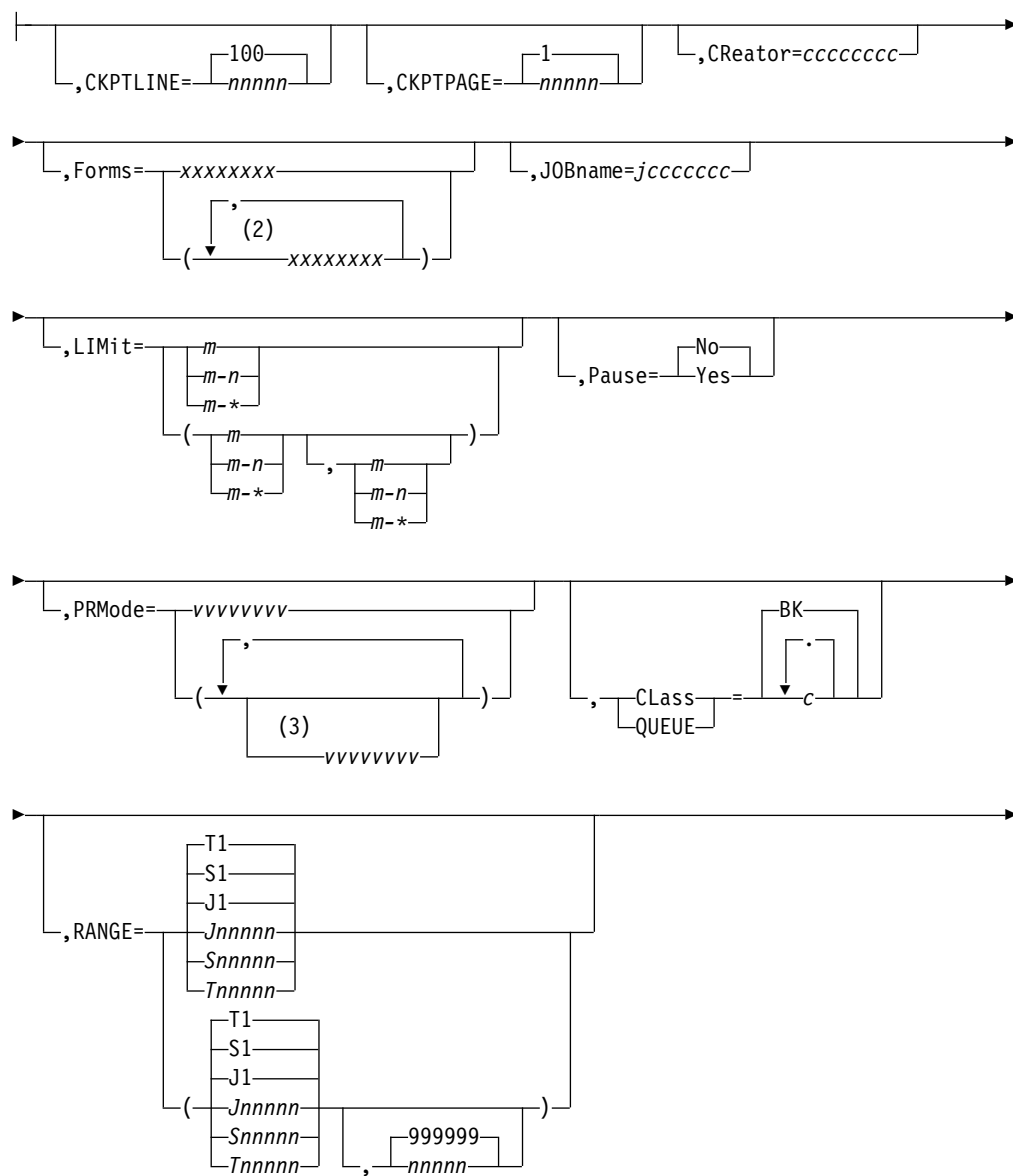 100 1
,CKPTLINE= nnnnn ,CKPTPAGE= nnnnn ,CReator=cccccccc
,Forms= xxxxxxxx ,JOBname=jccccccc
,
(2)
( xxxxxxxx )
,LIMit= m No
m-n ,Pause= Yes
m-*
( m )
m-n , m
m-* m-n
m-*
,PRMode= vvvvvvvv BK
, .
( ) , CLass = c
(3) QUEUE
vvvvvvvv
T1
S1
J1
,RANGE= Jnnnnn
Snnnnn
Tnnnnn
T1
S1
J1
( Jnnnnn )
Snnnnn 999999
Tnnnnn , nnnnn